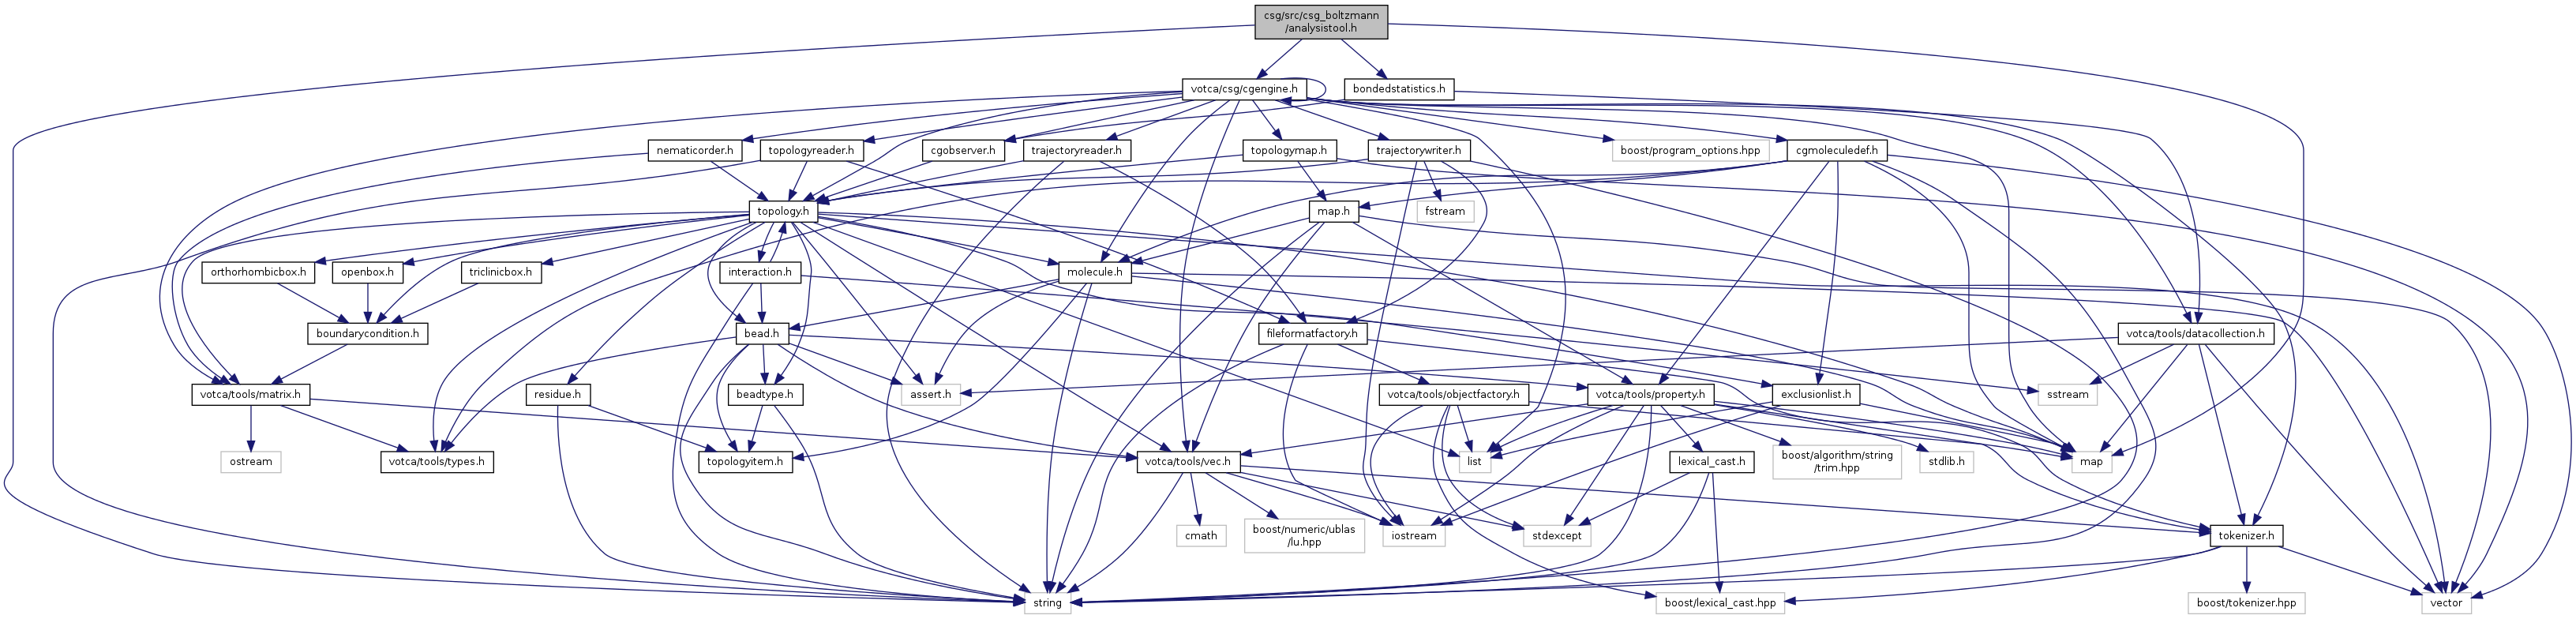 csg/src/csg_boltzmann
/analysistool.h
votca/csg/cgengine.h
bondedstatistics.h
nematicorder.h
topologyreader.h
cgobserver.h
trajectoryreader.h
topologymap.h
trajectorywriter.h
boost/program_options.hpp
cgmoleculedef.h
topology.h
map.h
fstream
orthorhombicbox.h
openbox.h
triclinicbox.h
interaction.h
molecule.h
boundarycondition.h
bead.h
fileformatfactory.h
votca/tools/datacollection.h
votca/tools/matrix.h
residue.h
beadtype.h
assert.h
votca/tools/objectfactory.h
votca/tools/property.h
exclusionlist.h
sstream
ostream
votca/tools/types.h
topologyitem.h
votca/tools/vec.h
list
lexical_cast.h
boost/algorithm/string
/trim.hpp
stdlib.h
map
cmath
boost/numeric/ublas
/lu.hpp
iostream
stdexcept
tokenizer.h
string
boost/lexical_cast.hpp
boost/tokenizer.hpp
vector